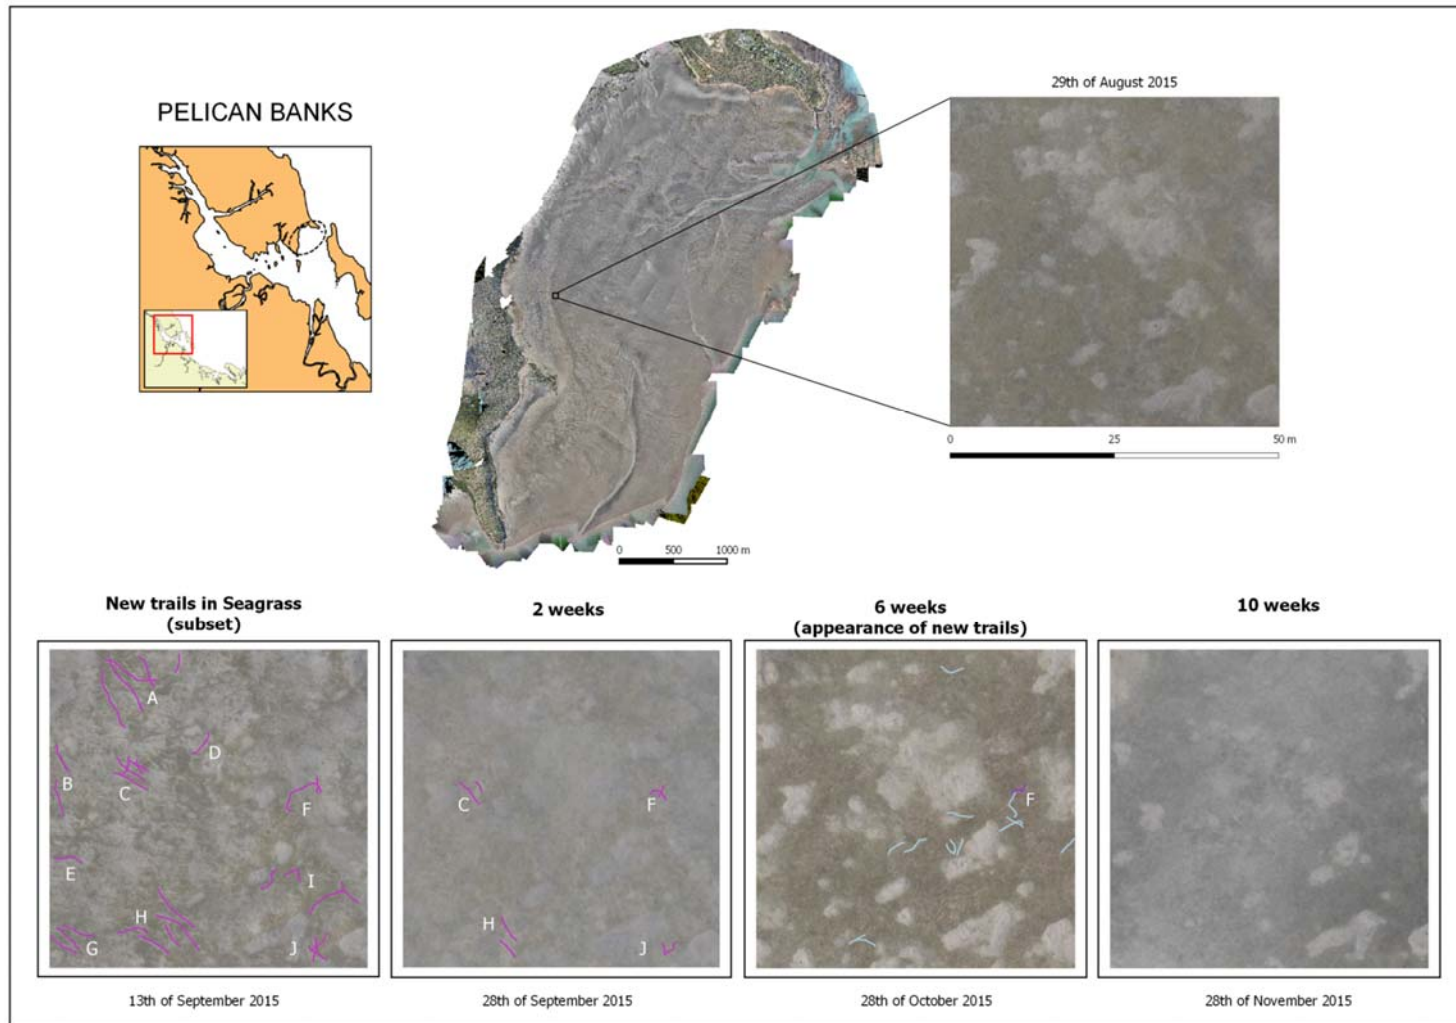 PELICAN BANKS
29th of August 2015
0 25 50 m
0 500 1000 m
New trails in Seagrass
(subset)
2 weeks
6 weeks
(appearance of new trails)
10 weeks
A
B
C
D
E
F
G
H
I
J
C
F
H
J
F
13th of September 2015
28th of September 2015
28th of October 2015
28th of November 2015